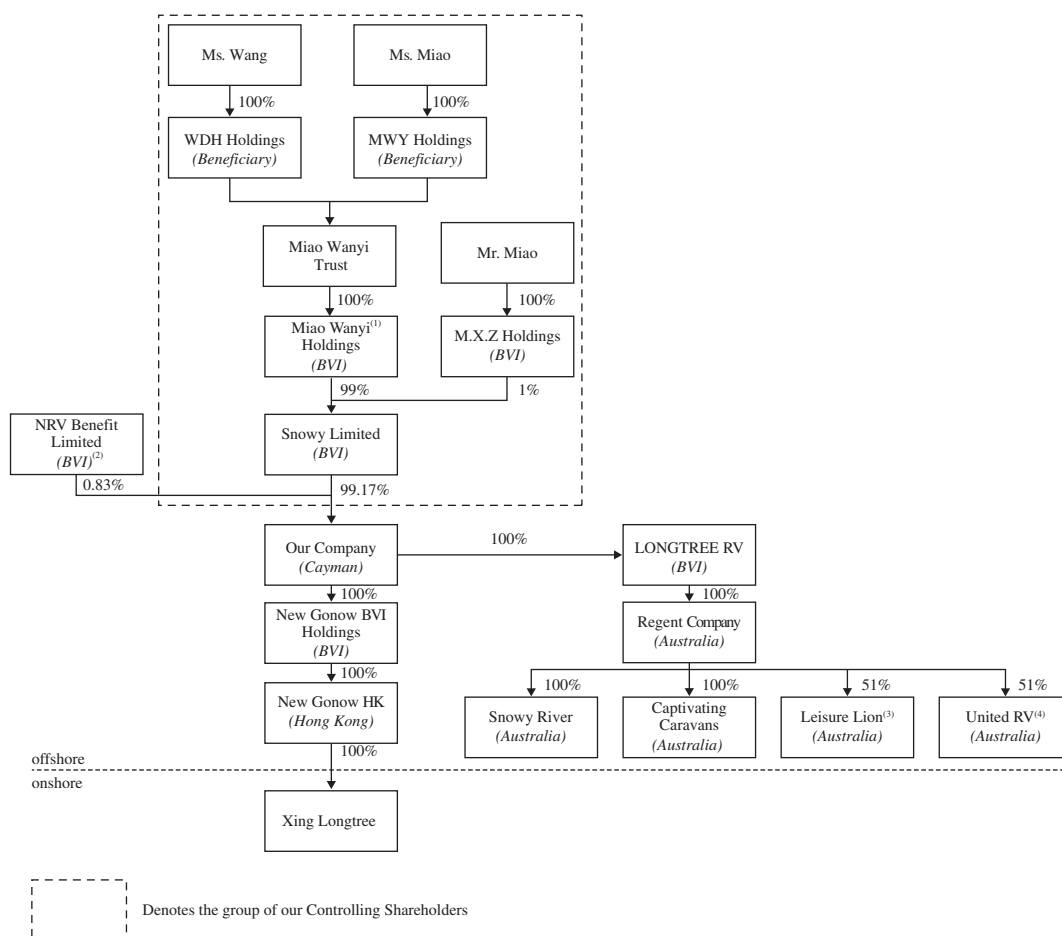 Ms. Wang
Ms. Miao
100%
100%
WDH Holdings
(Beneficiary)
MWY Holdings
(Beneficiary)
Miao Wanyi
Trust
Mr. Miao
100%
100%
Miao Wanyi(1)
Holdings
(BVI)
M.X.Z Holdings
(BVI)
99%
1%
NRV Benefit
Limited
(BVI)(2)
Snowy Limited
(BVI)
0.83%
99.17%
Our Company
(Cayman)
100%
LONGTREE RV
(BVI)
100%
100%
New Gonow BVI
Holdings
(BVI)
Regent Company
(Australia)
100%
100%
100%
51%
51%
New Gonow HK
(Hong Kong)
Snowy River
(Australia)
Captivating
Caravans
(Australia)
Leisure Lion(3)
(Australia)
United RV(4)
(Australia)
100%
offshore
onshore
Xing Longtree
Denotes the group of our Controlling Shareholders